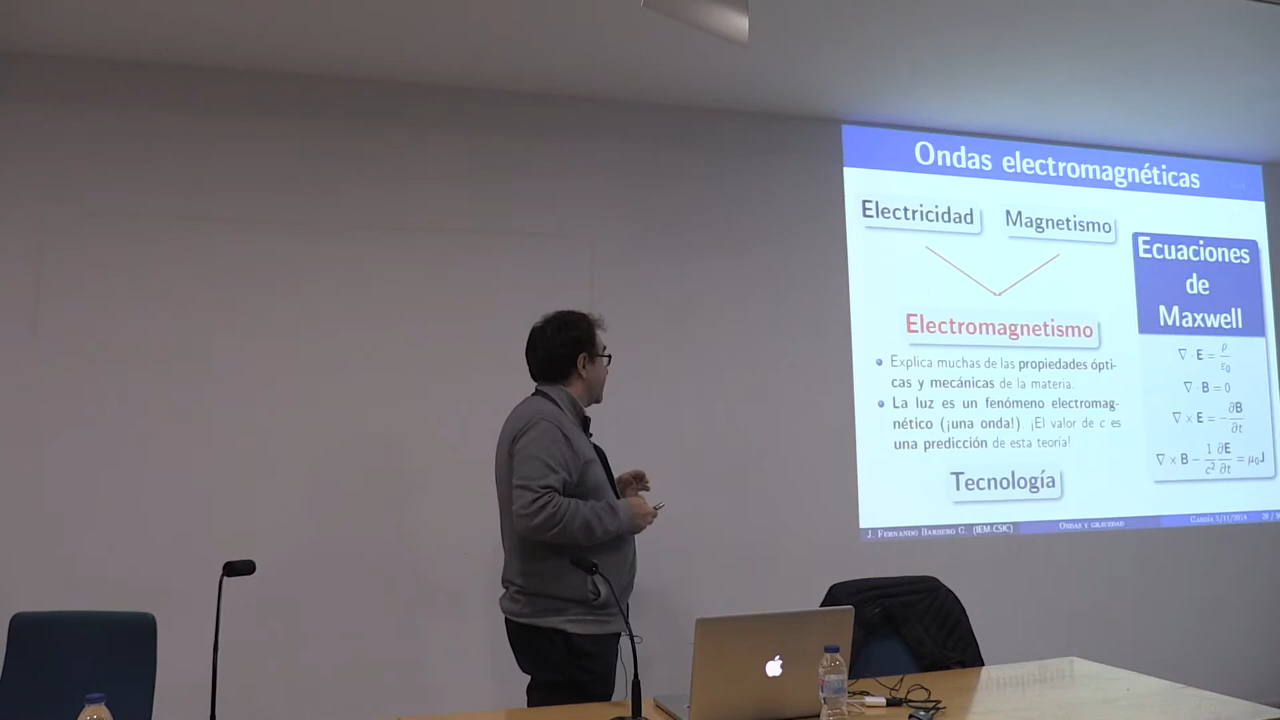 Ondas electromagnéticas
Electricidad
Magnetismo
Electromagnetismo
Explica muchas de las propiedades ópti-
cas y mecánicas de la materia.
La luz es un fenómeno electromag-
nético (¡una onda!). ¡El valor de c es
una predicción de esta teoría!
Tecnología
Ecuaciones
de
Maxwell
∇ · E = ρ/ε₀
∇ · B = 0
∇ × E = −∂B/∂t
∇ × B − 1/c² ∂E/∂t = μ₀J
J. Fernando Barbero G. (IEM-CSIC)
Ondas y gravedad